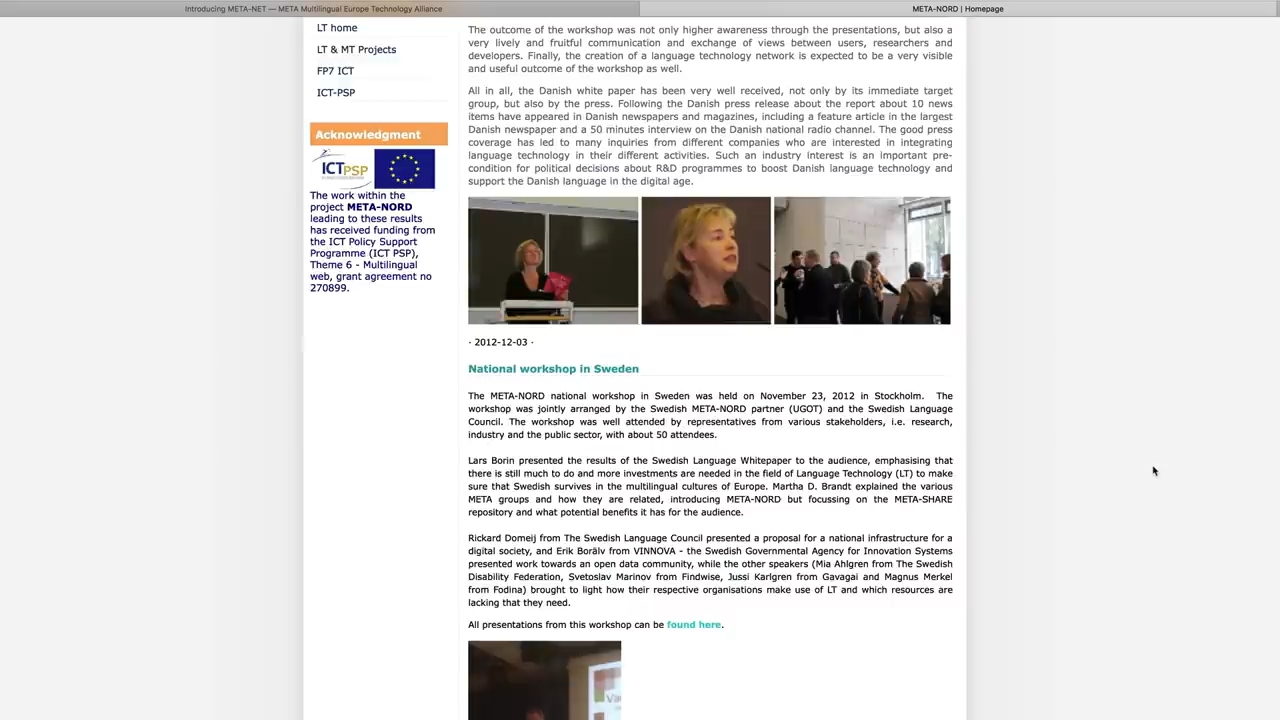 Introducing META-NET — META Multilingual Europe Technology Alliance
META-NORD | Homepage
LT home
LT & MT Projects
FP7 ICT
ICT-PSP
Acknowledgment
ICT PSP
The work within the
project META-NORD
leading to these results
has received funding from
the ICT Policy Support
Programme (ICT PSP),
Theme 6 - Multilingual
web, grant agreement no
270899.
The outcome of the workshop was not only higher awareness through the presentations, but also a
very lively and fruitful communication and exchange of views between users, researchers and
developers. Finally, the creation of a language technology network is expected to be a very visible
and useful outcome of the workshop as well.
All in all, the Danish white paper has been very well received, not only by its immediate target
group, but also by the press. Following the Danish press release about the report about 10 news
items have appeared in Danish newspapers and magazines, including a feature article in the largest
Danish newspaper and a 50 minutes interview on the Danish national radio channel. The good press
coverage has led to many inquiries from different companies who are interested in integrating
language technology in their different activities. Such an industry interest is an important pre-
condition for political decisions about R&D programmes to boost Danish language technology and
support the Danish language in the digital age.
· 2012-12-03 ·
National workshop in Sweden
The META-NORD national workshop in Sweden was held on November 23, 2012 in Stockholm. The
workshop was jointly arranged by the Swedish META-NORD partner (UGOT) and the Swedish Language
Council. The workshop was well attended by representatives from various stakeholders, i.e. research,
industry and the public sector, with about 50 attendees.
Lars Borin presented the results of the Swedish Language Whitepaper to the audience, emphasising that
there is still much to do and more investments are needed in the field of Language Technology (LT) to make
sure that Swedish survives in the multilingual cultures of Europe. Martha D. Brandt explained the various
META groups and how they are related, introducing META-NORD but focussing on the META-SHARE
repository and what potential benefits it has for the audience.
Rickard Domeij from The Swedish Language Council presented a proposal for a national infrastructure for a
digital society, and Erik Borälv from VINNOVA - the Swedish Governmental Agency for Innovation Systems
presented work towards an open data community, while the other speakers (Mia Ahlgren from The Swedish
Disability Federation, Svetoslav Marinov from Findwise, Jussi Karlgren from Gavagai and Magnus Merkel
from Fodina) brought to light how their respective organisations make use of LT and which resources are
lacking that they need.
All presentations from this workshop can be found here.